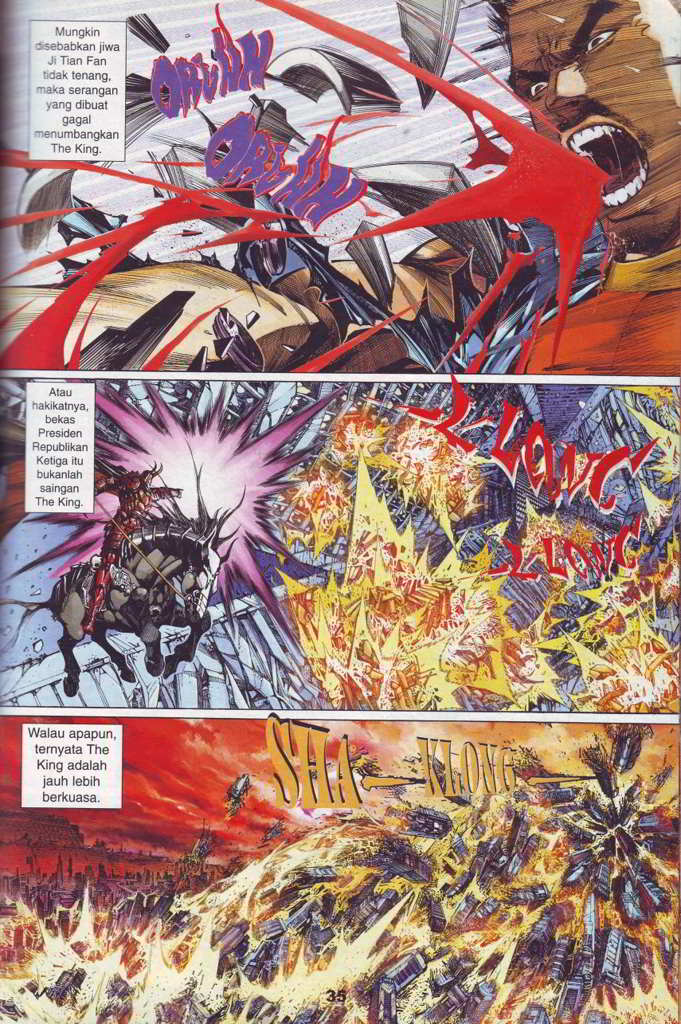 Mungkin
disebabkan jiwa
Ji Tian Fan
tidak tenang,
maka serangan
yang dibuat
gagal
menumbangkan
The King.
Atau
hakikatnya,
bekas
Presiden
Republikan
Ketiga itu
bukanlah
saingan
The King.
KLONG
KLONG
Walau apapun,
ternyata The
King adalah
jauh lebih
berkuasa.
SHA
KLONG
35